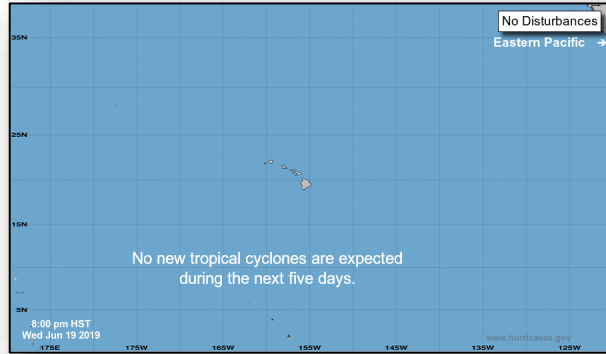 No Disturbances
Eastern Pacific →
35N
25N
15N
No new tropical cyclones are expected
during the next five days.
5N
8:00 pm HST
Wed Jun 19 2019
www.hurricanes.gov
175E
175W
165W
155W
145W
135W
125W